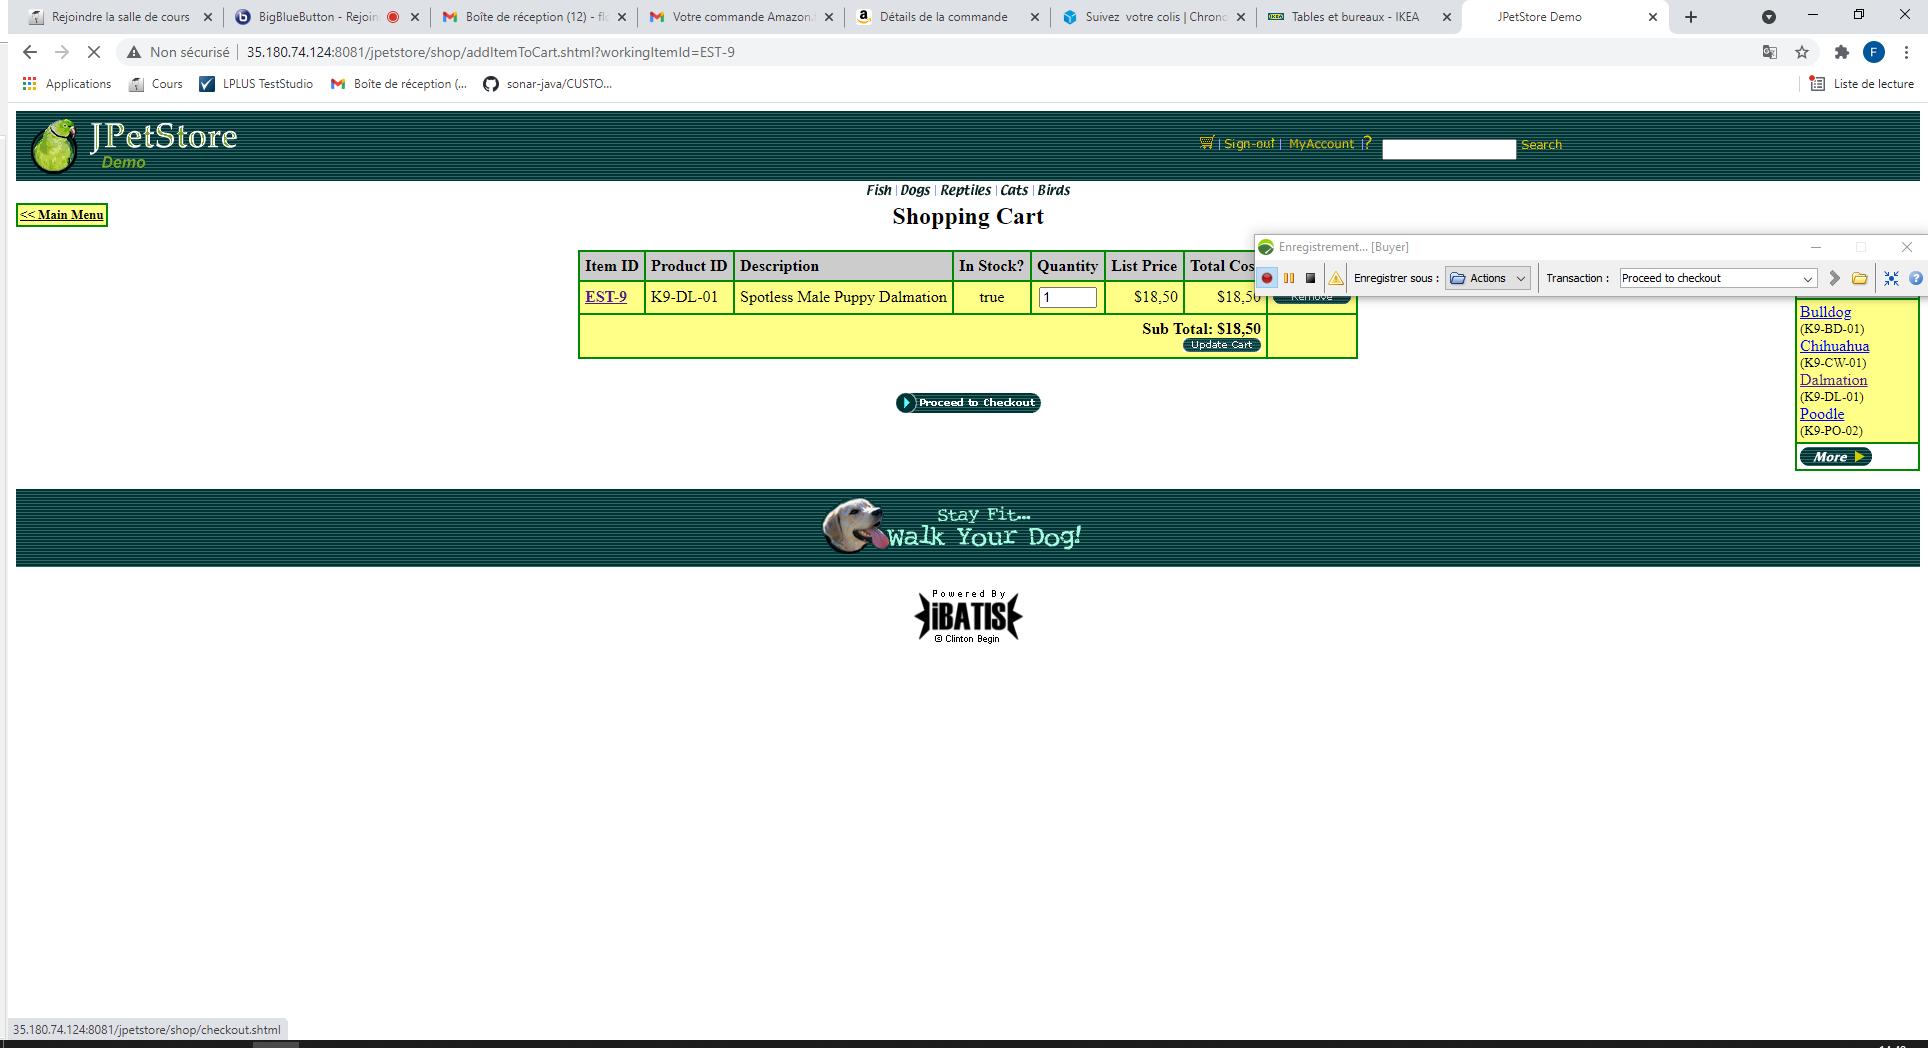 Rejoindre la salle de cours
BigBlueButton - Rejoin
Boîte de réception (12) - flo
Votre commande Amazon.
Détails de la commande
Suivez votre colis | Chrono
Tables et bureaux - IKEA
JPetStore Demo
Non sécurisé
35.180.74.124:8081/jpetstore/shop/addItemToCart.shtml?workingItemId=EST-9
F
Applications
Cours
LPLUS TestStudio
Boîte de réception (...
sonar-java/CUSTO...
Liste de lecture
JPetStore
Demo
| Sign-out | MyAccount | ?
Search
Fish | Dogs | Reptiles | Cats | Birds
<< Main Menu
Shopping Cart
Enregistrement... [Buyer]
Item ID Product ID Description In Stock? Quantity List Price Total Cos
Enregistrer sous : Actions Transaction : Proceed to checkout
EST-9 K9-DL-01 Spotless Male Puppy Dalmation true 1 $18,50 $18,50 Remove
Sub Total: $18,50
Update Cart
Bulldog
(K9-BD-01)
Chihuahua
(K9-CW-01)
Dalmation
(K9-DL-01)
Poodle
(K9-PO-02)
More
Proceed to Checkout
Stay Fit...
Walk Your Dog!
Powered By
iBATIS
© Clinton Begin
35.180.74.124:8081/jpetstore/shop/checkout.shtml